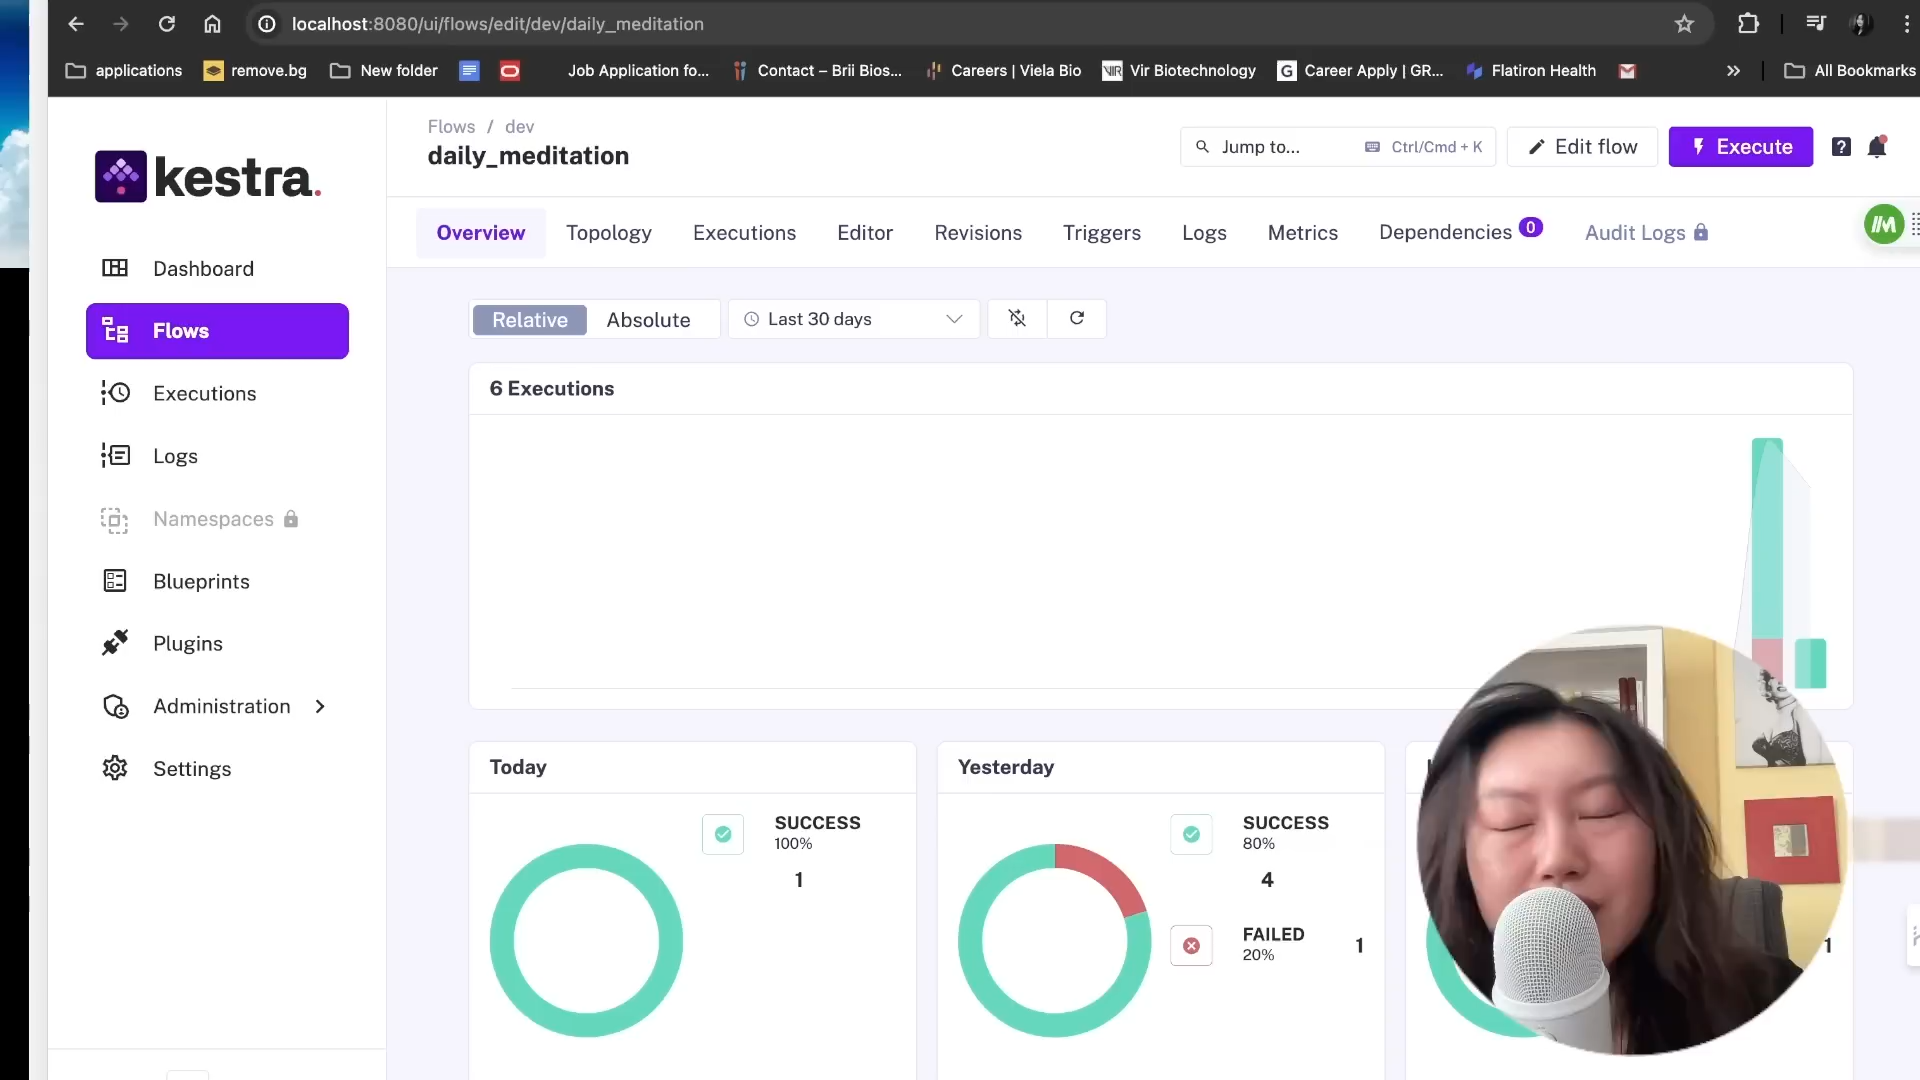 localhost:8080/ui/flows/edit/dev/daily_meditation
applications
remove.bg
New folder
Job Application fo...
Contact – Brii Bios...
Careers | Viela Bio
VIR Vir Biotechnology
G Career Apply | GR...
Flatiron Health
All Bookmarks
kestra.
Flows / dev
daily_meditation
Jump to...
Ctrl/Cmd + K
Edit flow
Execute
Overview
Topology
Executions
Editor
Revisions
Triggers
Logs
Metrics
Dependencies 0
Audit Logs
Dashboard
Flows
Executions
Logs
Namespaces
Blueprints
Plugins
Administration
Settings
Relative
Absolute
Last 30 days
6 Executions
Today
SUCCESS
100%
1
Yesterday
SUCCESS
80%
4
FAILED
20%
1
1